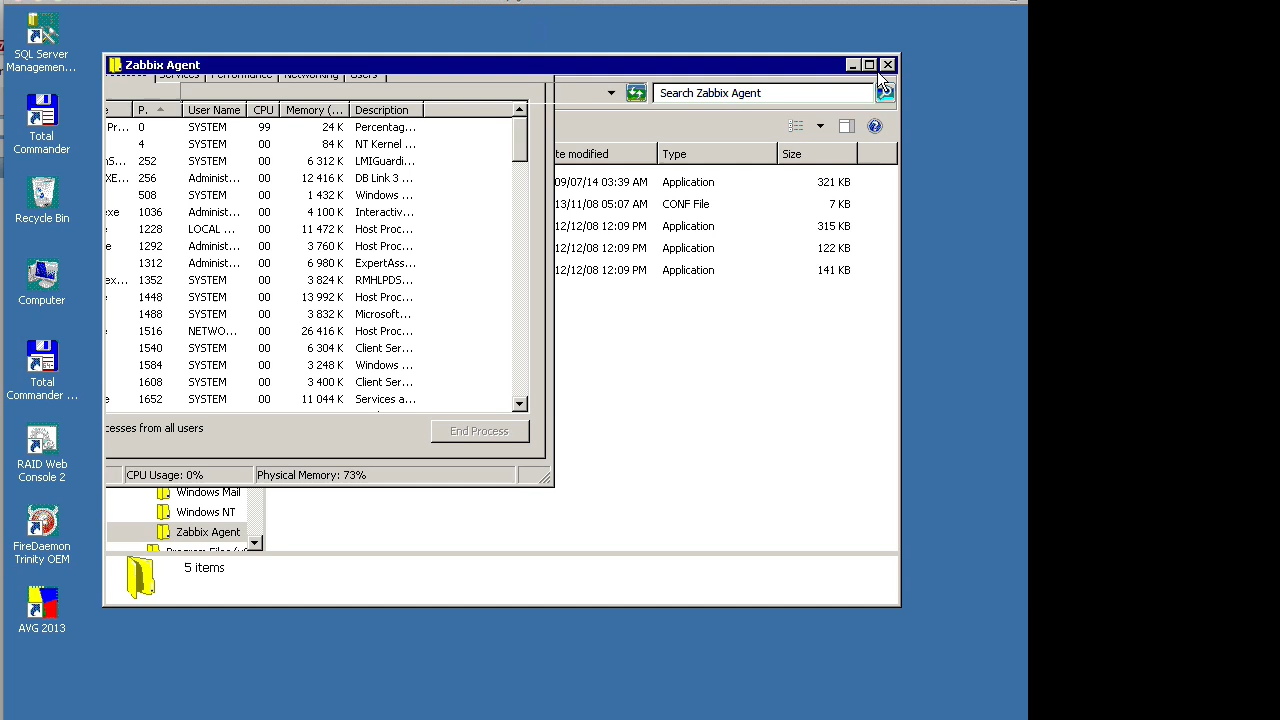 SQL Server
Managemen...
Total
Commander
Recycle Bin
Computer
Total
Commander ...
RAID Web
Console 2
FireDaemon
Trinity OEM
AVG 2013
Zabbix Agent
Services Performance Networking Users
Search Zabbix Agent
P. User Name CPU Memory (... Description
Pr... 0 SYSTEM 99 24 K Percentag...
4 SYSTEM 00 84 K NT Kernel ...
S... 252 SYSTEM 00 6 312 K LMIGuardi...
XE... 256 Administ... 00 12 416 K DB Link 3 ...
508 SYSTEM 00 1 432 K Windows ...
exe 1036 Administ... 00 4 100 K Interactiv...
1228 LOCAL ... 00 11 472 K Host Proc...
e 1292 Administ... 00 3 760 K Host Proc...
1312 Administ... 00 6 980 K ExpertAss...
ex... 1352 SYSTEM 00 3 824 K RMHLPDS...
e 1448 SYSTEM 00 13 992 K Host Proc...
1488 SYSTEM 00 3 832 K Microsoft...
e 1516 NETWO... 00 26 416 K Host Proc...
1540 SYSTEM 00 6 304 K Client Ser...
1584 SYSTEM 00 3 248 K Windows ...
1608 SYSTEM 00 3 400 K Client Ser...
e 1652 SYSTEM 00 11 044 K Services a...
cesses from all users
End Process
CPU Usage: 0% Physical Memory: 73%
te modified Type Size
09/07/14 03:39 AM Application 321 KB
13/11/08 05:07 AM CONF File 7 KB
12/12/08 12:09 PM Application 315 KB
12/12/08 12:09 PM Application 122 KB
12/12/08 12:09 PM Application 141 KB
Windows Mail
Windows NT
Zabbix Agent
5 items